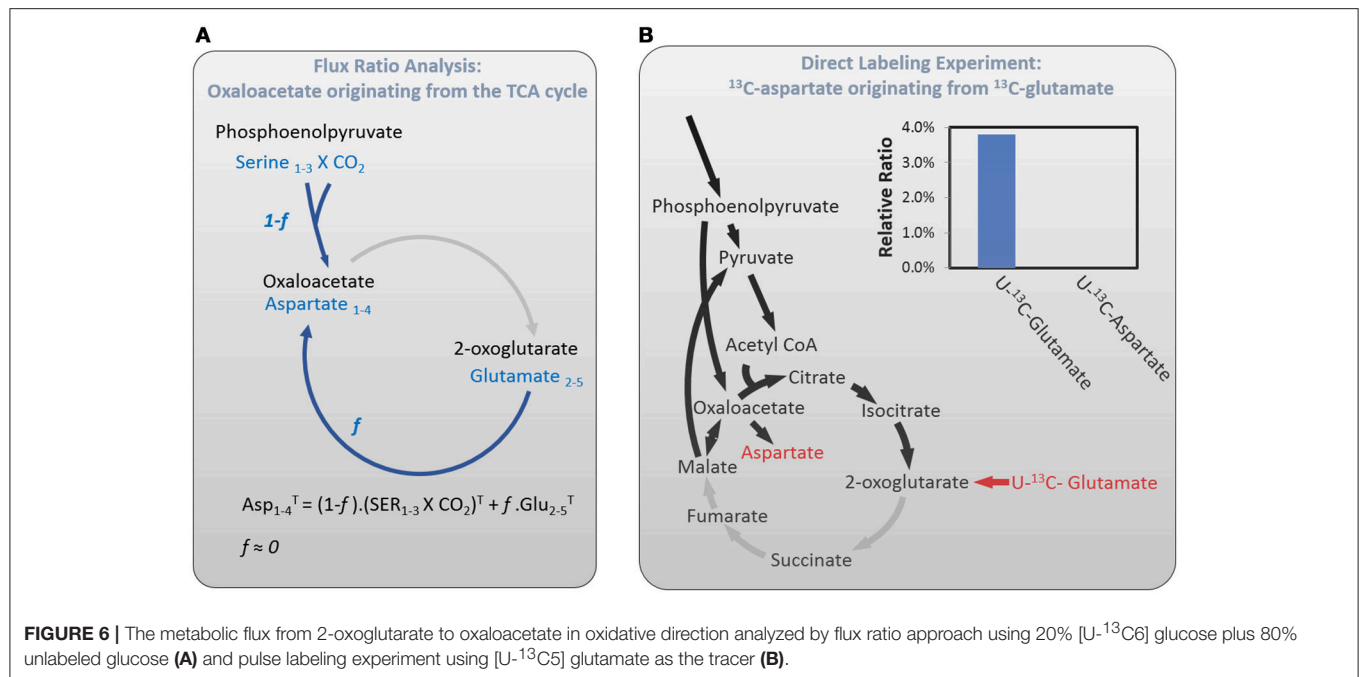 A
Flux Ratio Analysis:
Oxaloacetate originating from the TCA cycle
Phosphoenolpyruvate
Serine 1-3 X CO2
1-f
Oxaloacetate
Aspartate 1-4
2-oxoglutarate
Glutamate 2-5
f
Asp1-4^T = (1-f).(SER1-3 X CO2)^T + f .Glu2-5^T
f ≈ 0
B
Direct Labeling Experiment:
13C-aspartate originating from 13C-glutamate
4.0%
3.0%
2.0%
1.0%
0.0%
Relative Ratio
U-13C-Glutamate
U-13C-Aspartate
Phosphoenolpyruvate
Pyruvate
Acetyl CoA
Citrate
Oxaloacetate
Isocitrate
Aspartate
Malate
2-oxoglutarate
U-13C- Glutamate
Fumarate
Succinate
FIGURE 6 | The metabolic flux from 2-oxoglutarate to oxaloacetate in oxidative direction analyzed by flux ratio approach using 20% [U-13C6] glucose plus 80%
unlabeled glucose (A) and pulse labeling experiment using [U-13C5] glutamate as the tracer (B).